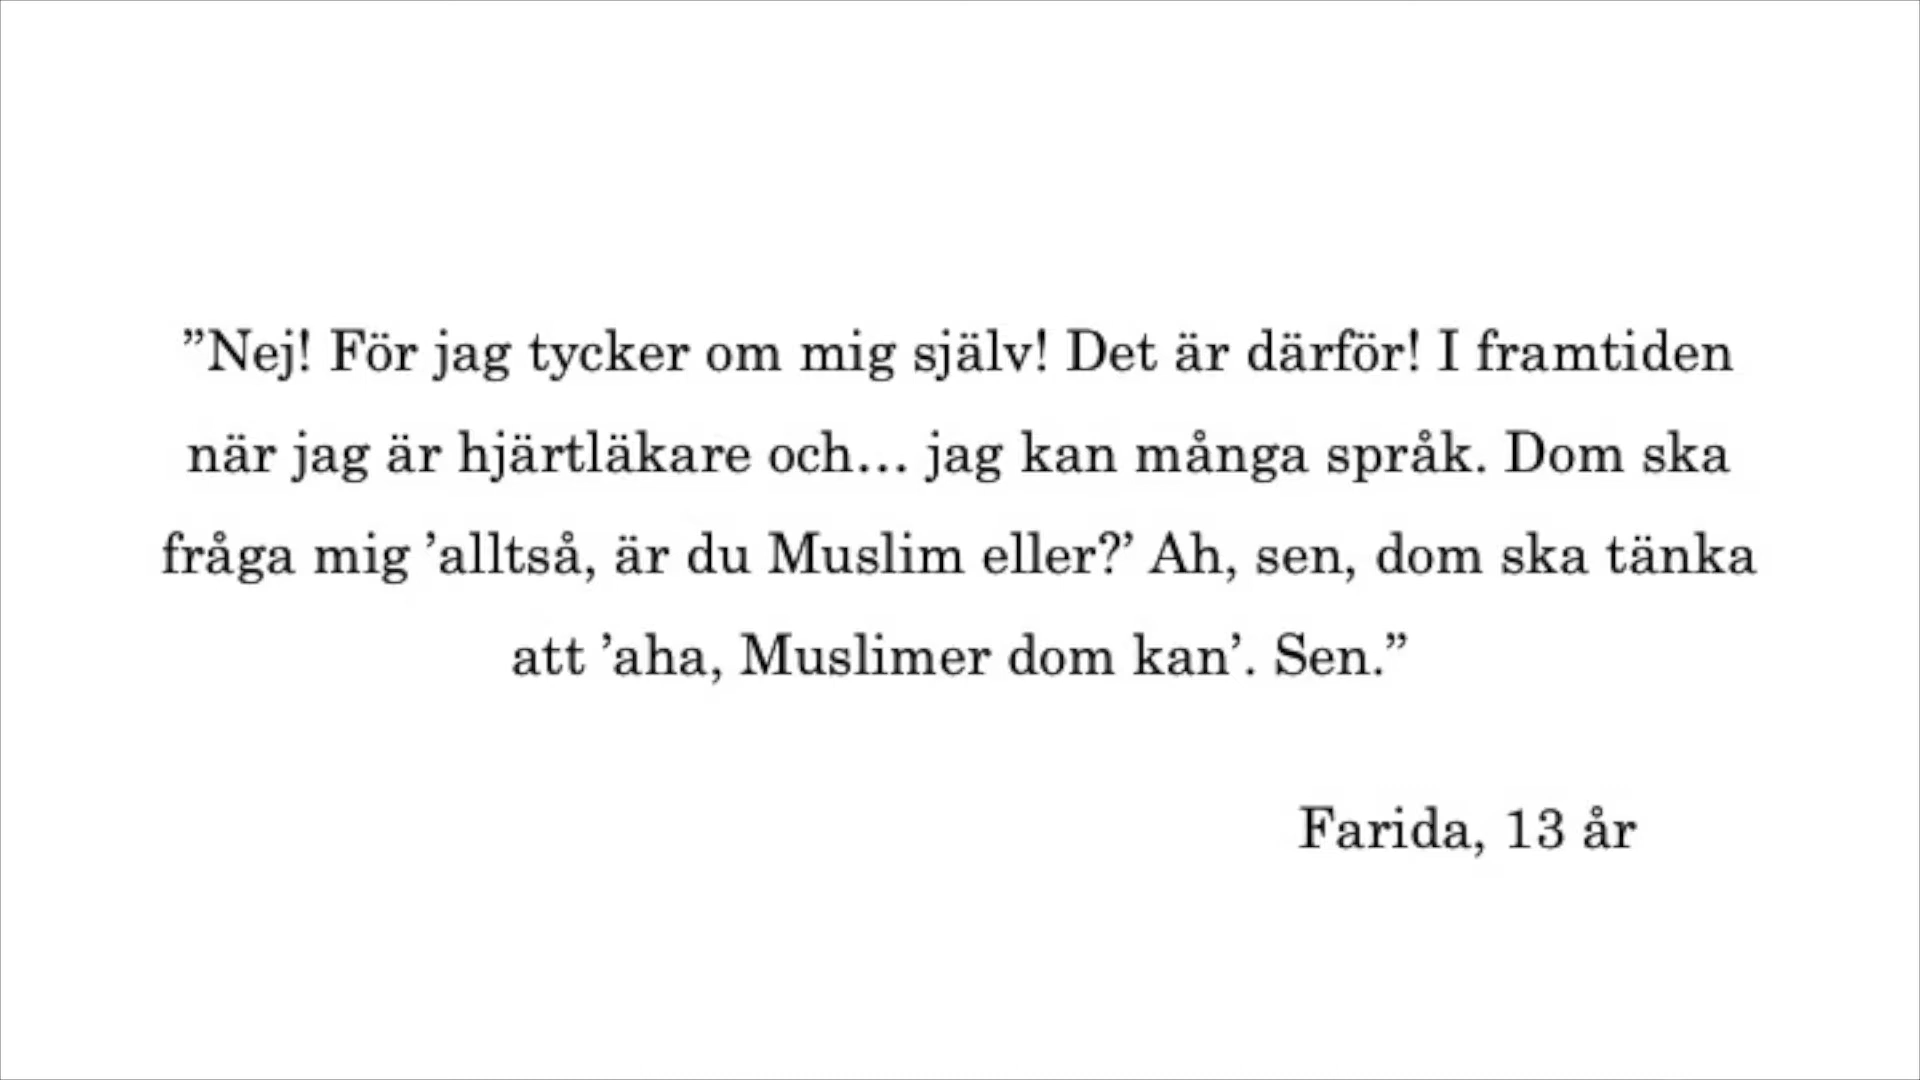 ”Nej! För jag tycker om mig själv! Det är därför! I framtiden
när jag är hjärtläkare och… jag kan många språk. Dom ska
fråga mig ’alltså, är du Muslim eller?’ Ah, sen, dom ska tänka
att ’aha, Muslimer dom kan’. Sen.”
Farida, 13 år